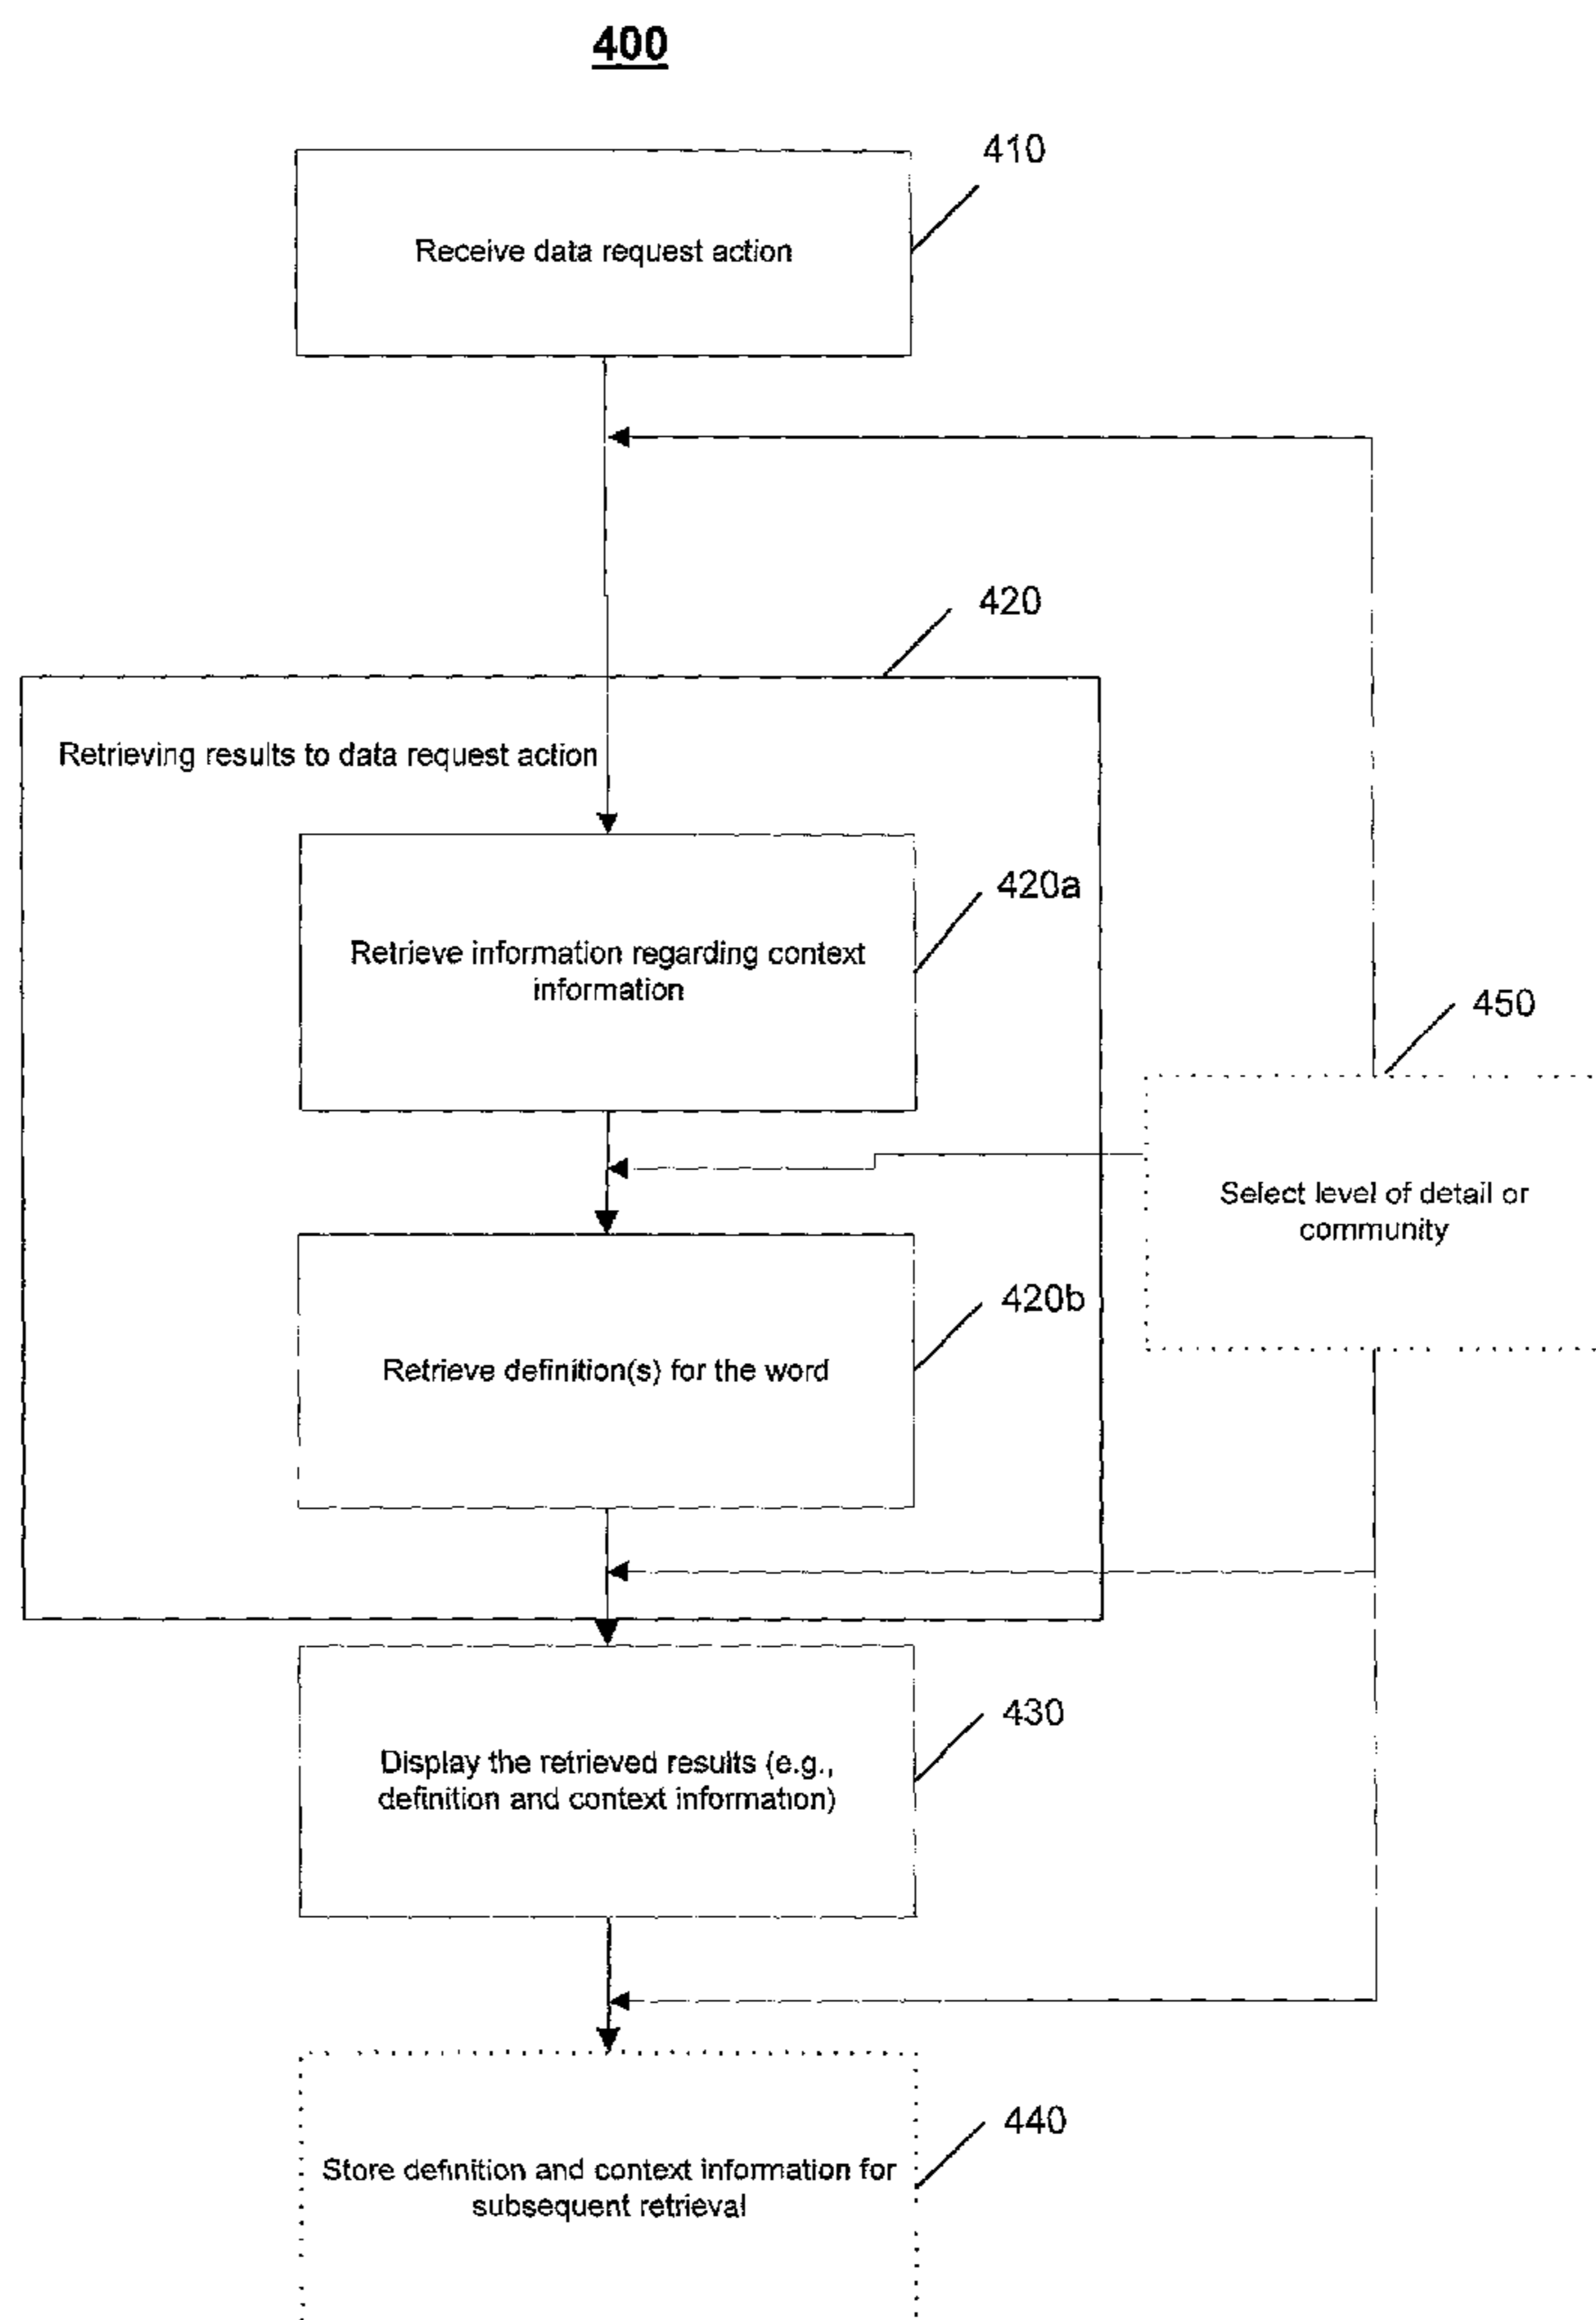 400
410
Receive data request action
420
Retrieving results to data request action
420a
Retrieve information regarding context
information
450
Select level of detail or
community
420b
Retrieve definition(s) for the word
430
Display the retrieved results (e.g.,
definition and context information)
440
Store definition and context information for
subsequent retrieval